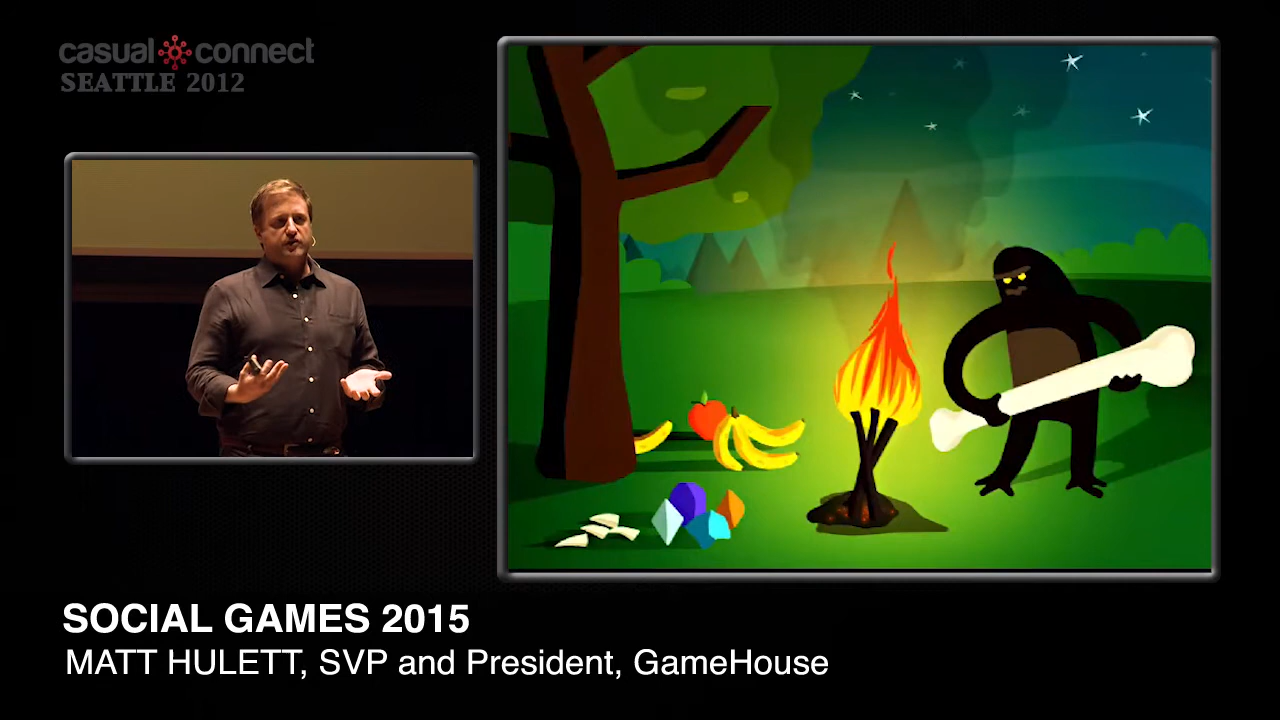 casual connect
SEATTLE 2012
SOCIAL GAMES 2015
MATT HULETT, SVP and President, GameHouse